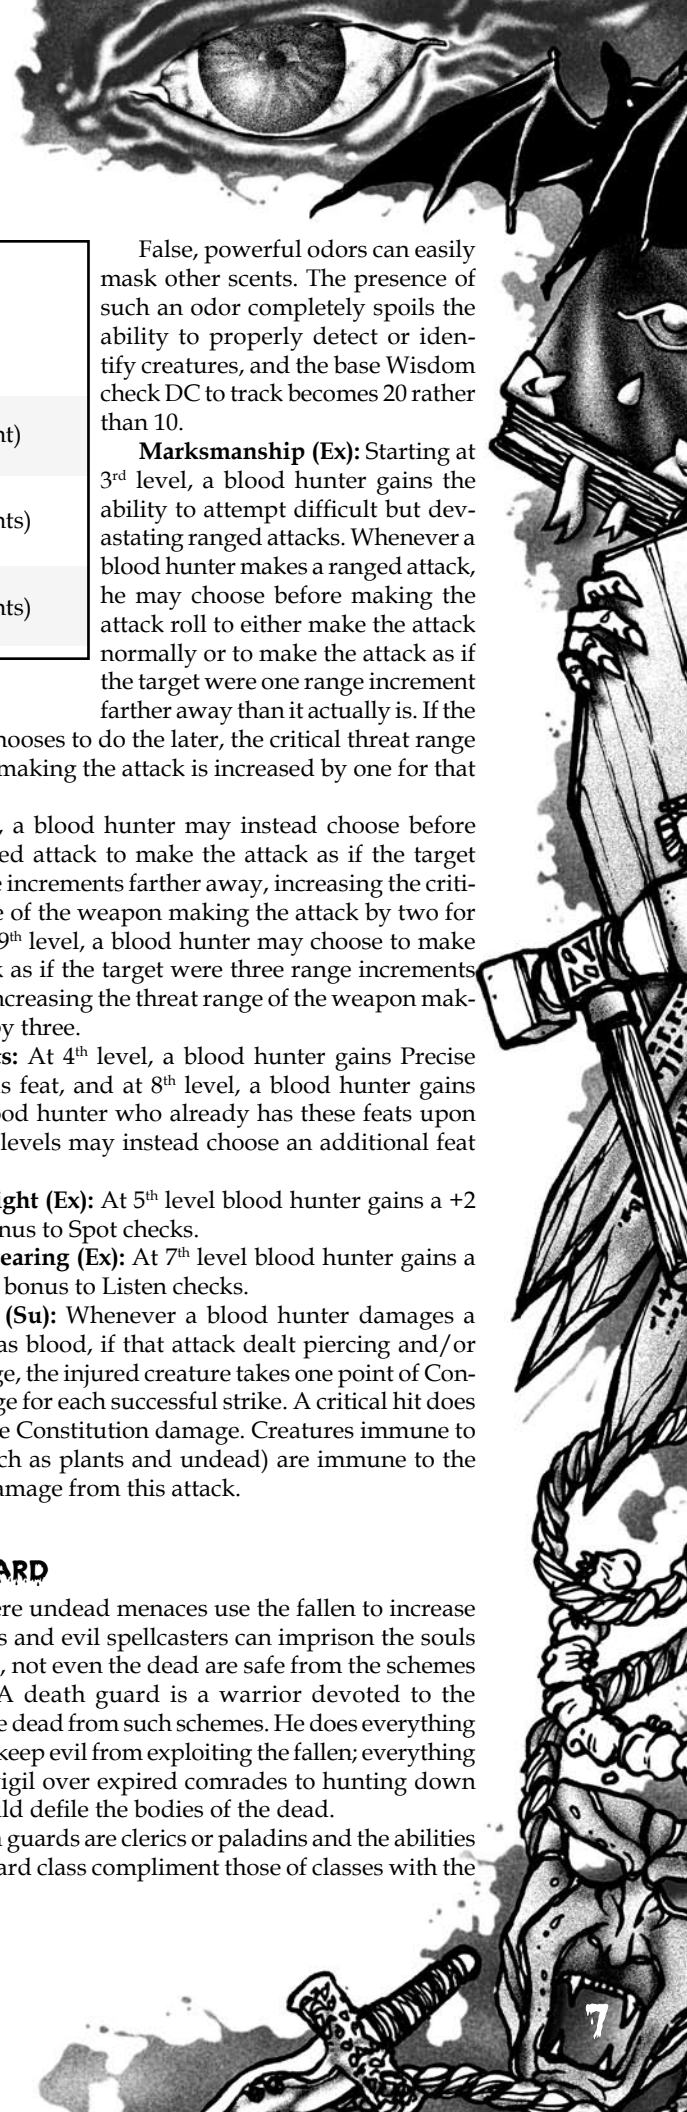 False, powerful odors can easily
mask other scents. The presence of
such an odor completely spoils the
ability to properly detect or iden-
tify creatures, and the base Wisdom
check DC to track becomes 20 rather
than 10.
nt)
nts)
nts)
Marksmanship (Ex): Starting at
3rd level, a blood hunter gains the
ability to attempt difficult but dev-
astating ranged attacks. Whenever a
blood hunter makes a ranged attack,
he may choose before making the
attack roll to either make the attack
normally or to make the attack as if
the target were one range increment
farther away than it actually is. If the
hooses to do the later, the critical threat range
making the attack is increased by one for that
, a blood hunter may instead choose before
ed attack to make the attack as if the target
e increments farther away, increasing the criti-
e of the weapon making the attack by two for
9th level, a blood hunter may choose to make
k as if the target were three range increments
ncreasing the threat range of the weapon mak-
by three.
ts: At 4th level, a blood hunter gains Precise
s feat, and at 8th level, a blood hunter gains
ood hunter who already has these feats upon
levels may instead choose an additional feat
ight (Ex): At 5th level blood hunter gains a +2
nus to Spot checks.
earing (Ex): At 7th level blood hunter gains a
bonus to Listen checks.
(Su): Whenever a blood hunter damages a
as blood, if that attack dealt piercing and/or
ge, the injured creature takes one point of Con-
ge for each successful strike. A critical hit does
e Constitution damage. Creatures immune to
ch as plants and undead) are immune to the
amage from this attack.
ARD
ere undead menaces use the fallen to increase
s and evil spellcasters can imprison the souls
, not even the dead are safe from the schemes
A death guard is a warrior devoted to the
e dead from such schemes. He does everything
keep evil from exploiting the fallen; everything
vigil over expired comrades to hunting down
ld defile the bodies of the dead.
h guards are clerics or paladins and the abilities
ard class compliment those of classes with the
7